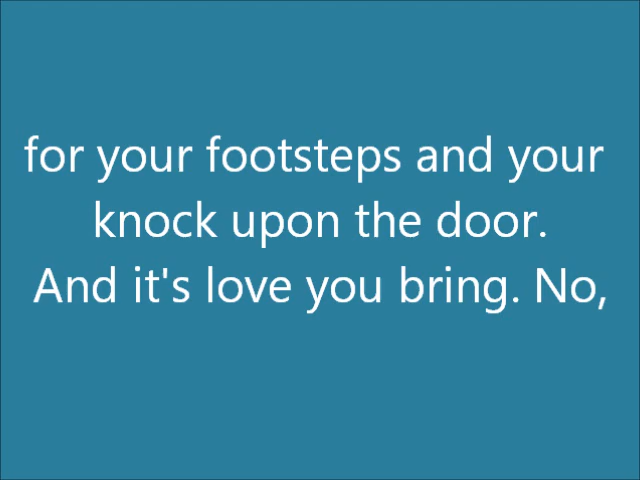 for your footsteps and your
knock upon the door.
And it's love you bring. No,